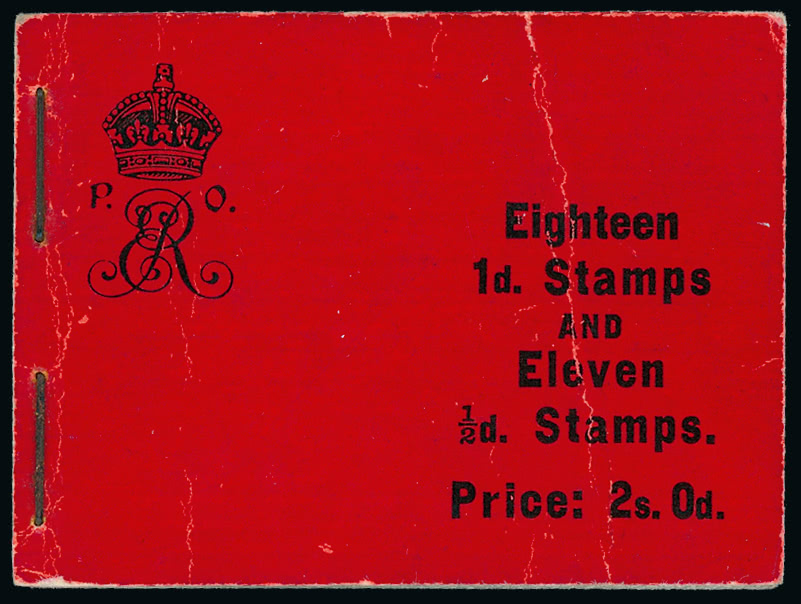 P. O.
ER
Eighteen
1d. Stamps
AND
Eleven
½d. Stamps.
Price: 2s. 0d.